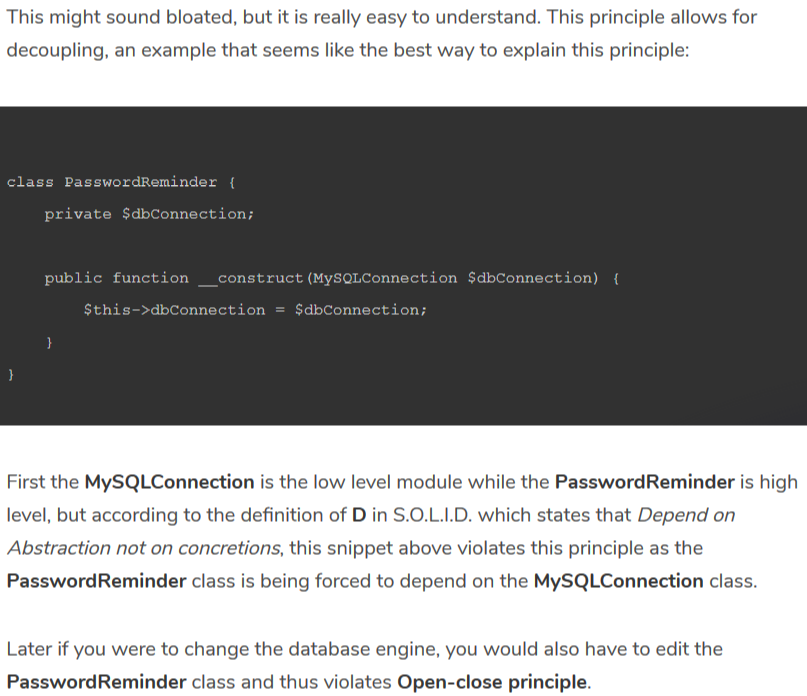 This might sound bloated, but it is really easy to understand. This principle allows for
decoupling, an example that seems like the best way to explain this principle:
class PasswordReminder {
private $dbConnection;
public function __construct(MySQLConnection $dbConnection) {
$this->dbConnection = $dbConnection;
}
}
First the MySQLConnection is the low level module while the PasswordReminder is high
level, but according to the definition of D in S.O.L.I.D. which states that Depend on
Abstraction not on concretions, this snippet above violates this principle as the
PasswordReminder class is being forced to depend on the MySQLConnection class.
Later if you were to change the database engine, you would also have to edit the
PasswordReminder class and thus violates Open-close principle.